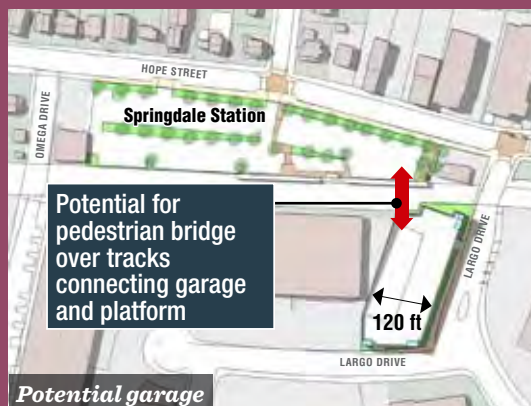 HOPE STREET
Springdale Station
OMEGA DRIVE
Potential for
pedestrian bridge
over tracks
connecting garage
and platform
LARGO DRIVE
120 ft
LARGO DRIVE
Potential garage